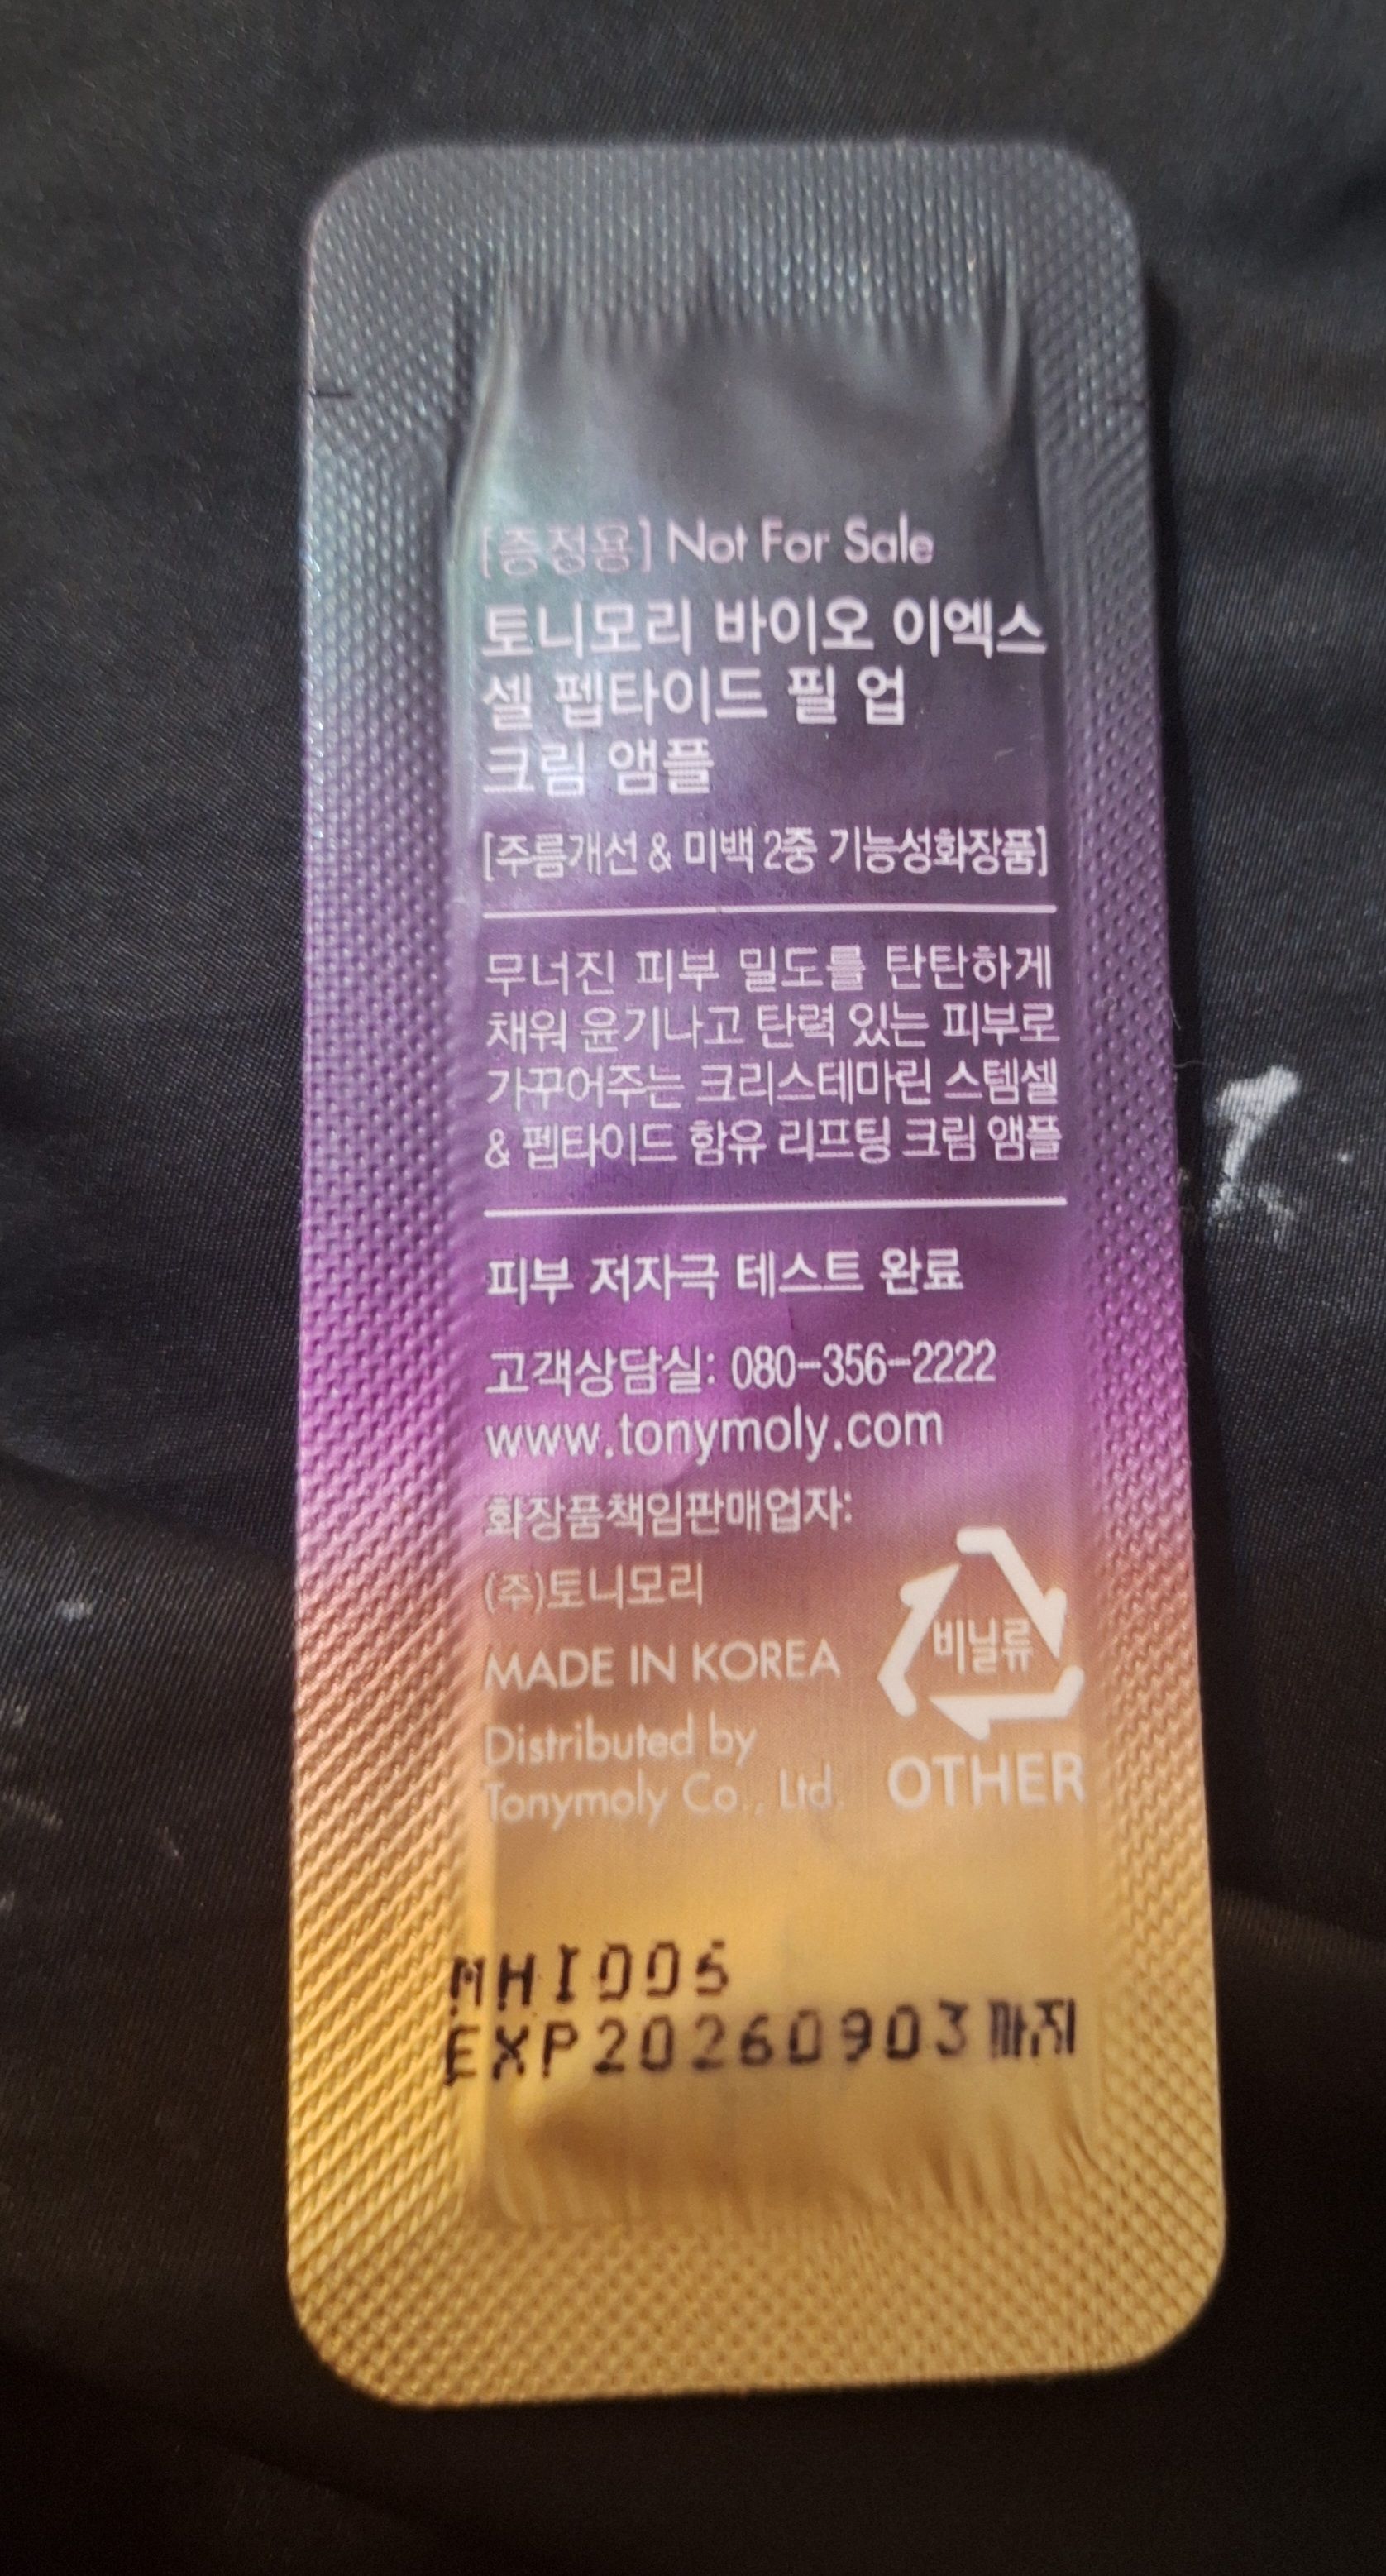 [증정용] Not For Sale
토니모리 바이오 이엑스
셀 펩타이드 필 업
크림 앰플
[주름개선 & 미백 2중 기능성화장품]
무너진 피부 밀도를 탄탄하게
채워 윤기나고 탄력 있는 피부로
가꾸어주는 크리스테마린 스템셀
& 펩타이드 함유 리프팅 크림 앰플
피부 저자극 테스트 완료
고객상담실: 080-356-2222
www.tonymoly.com
화장품책임판매업자:
(주)토니모리
MADE IN KOREA
Distributed by
Tonymoly Co., Ltd.
비닐류
OTHER
MHI006
EXP20260903까지